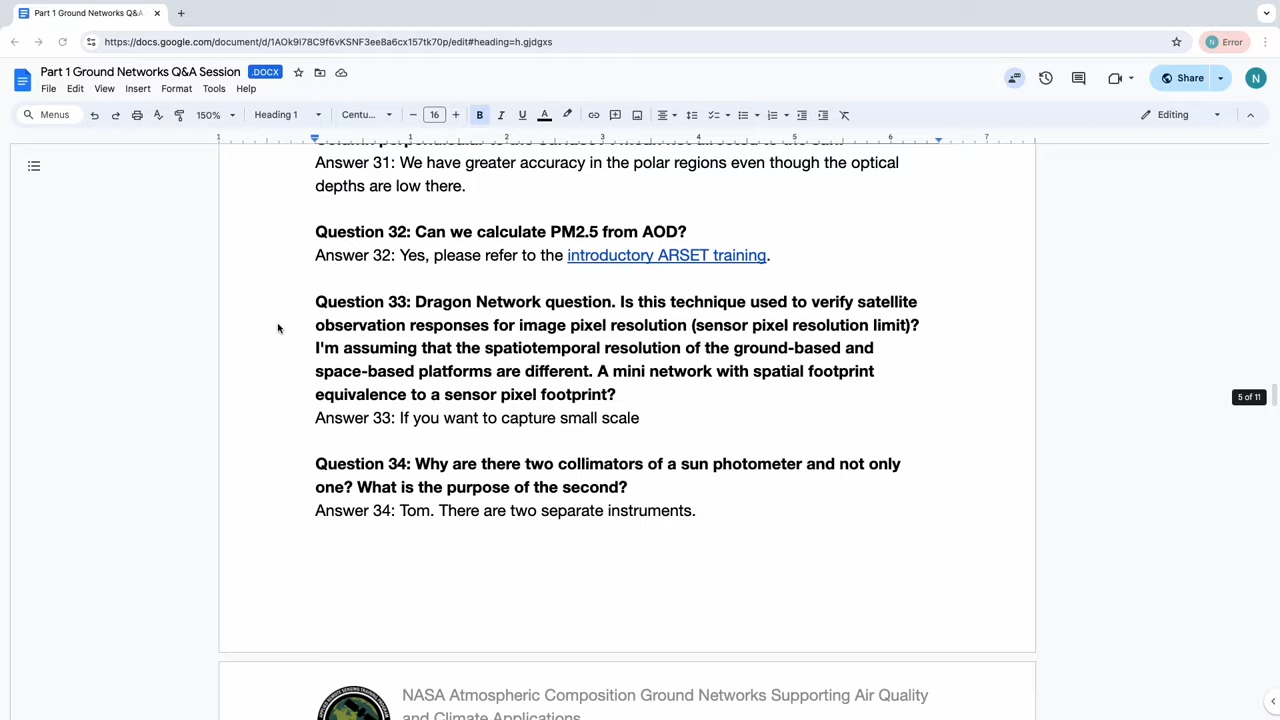 Part 1 Ground Networks Q&A
https://docs.google.com/document/d/1AOk9I78C9f6vKSNF3ee8a6cx157tk70p/edit#heading=h.gjdgxs
N Error
Part 1 Ground Networks Q&A Session .DOCX
Share
N
File Edit View Insert Format Tools Help
Menus 150% Heading 1 Centu... 16 B I U A Editing
1 1 2 3 4 5 6 7
Answer 31: We have greater accuracy in the polar regions even though the optical
depths are low there.
Question 32: Can we calculate PM2.5 from AOD?
Answer 32: Yes, please refer to the introductory ARSET training.
Question 33: Dragon Network question. Is this technique used to verify satellite
observation responses for image pixel resolution (sensor pixel resolution limit)?
I'm assuming that the spatiotemporal resolution of the ground-based and
space-based platforms are different. A mini network with spatial footprint
equivalence to a sensor pixel footprint?
Answer 33: If you want to capture small scale
5 of 11
Question 34: Why are there two collimators of a sun photometer and not only
one? What is the purpose of the second?
Answer 34: Tom. There are two separate instruments.
NASA Atmospheric Composition Ground Networks Supporting Air Quality
and Climate Applications